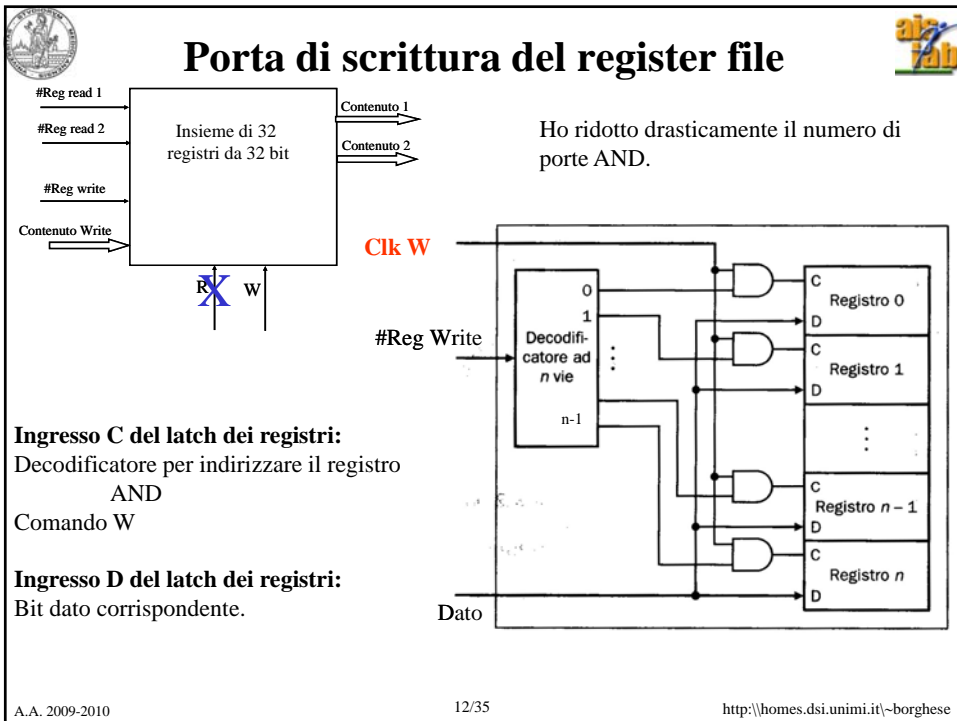 Porta di scrittura del register file
#Reg read 1
#Reg read 2
#Reg write
Contenuto Write
Insieme di 32
registri da 32 bit
Contenuto 1
Contenuto 2
R
X
W
Ho ridotto drasticamente il numero di
porte AND.
Clk W
#Reg Write
Decodifi-
catore ad
n vie
0
1
n-1
C
Registro 0
D
C
Registro 1
D
C
Registro n – 1
D
C
Registro n
D
Dato
Ingresso C del latch dei registri:
Decodificatore per indirizzare il registro
AND
Comando W
Ingresso D del latch dei registri:
Bit dato corrispondente.
A.A. 2009-2010
12/35
http:\\homes.dsi.unimi.it\~borghese